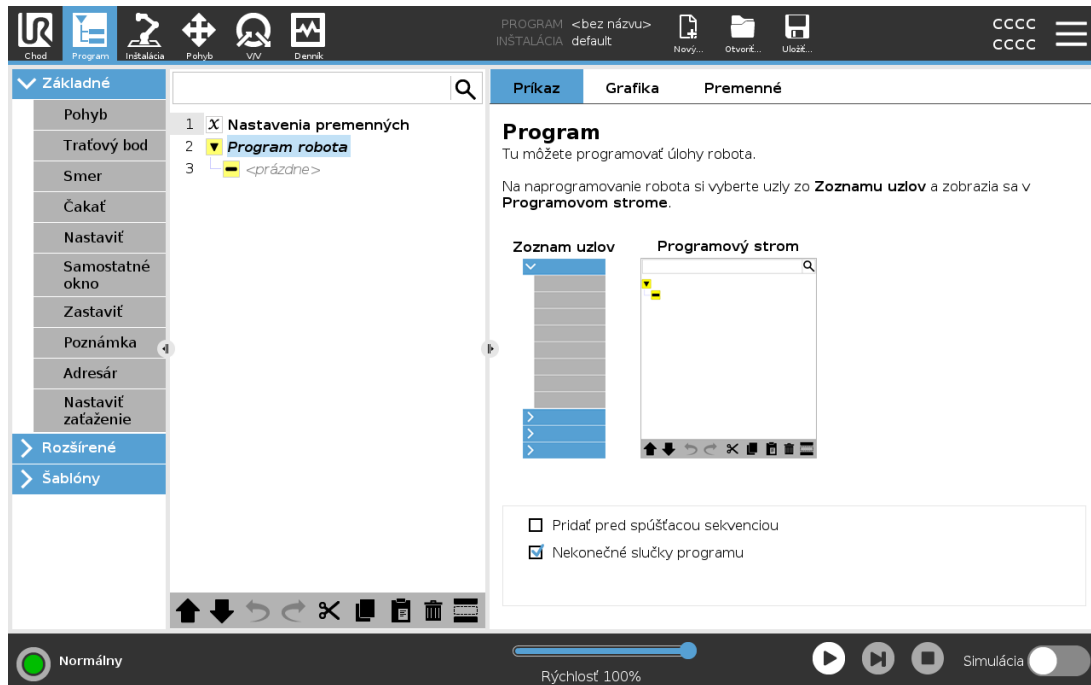 UR
Chod
Program
Inštalácia
Pohyb
V/V
Denník
PROGRAM <bez názvu>
INŠTALÁCIA default
Nový...
Otvoriť...
Uložiť...
CCCC
CCCC
Základné
Pohyb
Traťový bod
Smer
Čakať
Nastaviť
Samostatné
okno
Zastaviť
Poznámka
Adresár
Nastaviť
zaťaženie
Rozšírené
Šablóny
1 X Nastavenia premenných
2 Program robota
3 <prázdne>
Príkaz
Grafika
Premenné
Program
Tu môžete programovať úlohy robota.
Na naprogramovanie robota si vyberte uzly zo Zoznamu uzlov a zobrazia sa v
Programovom strome.
Zoznam uzlov
Programový strom
Pridať pred spúšťacou sekvenciou
Nekonečné slučky programu
Normálny
Rýchlosť 100%
Simulácia